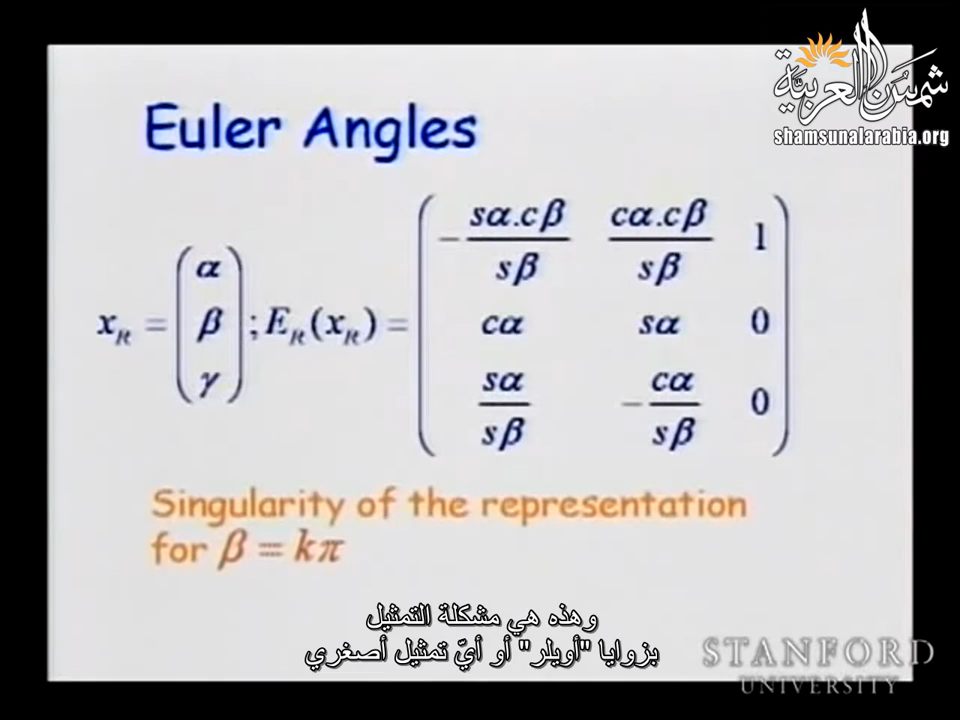 شمس العربية
shamsunalarabia.org
Euler Angles
x_R = (α β γ) ; E_R(x_R) = 
( -sα.cβ/sβ cα.cβ/sβ 1
cα sα 0
sα/sβ -cα/sβ 0 )
Singularity of the representation
for β = kπ
وهذه هي مشكلة التمثيل
بزوايا "أويلر" أو أيّ تمثيل أصغري
STANFORD
UNIVERSITY